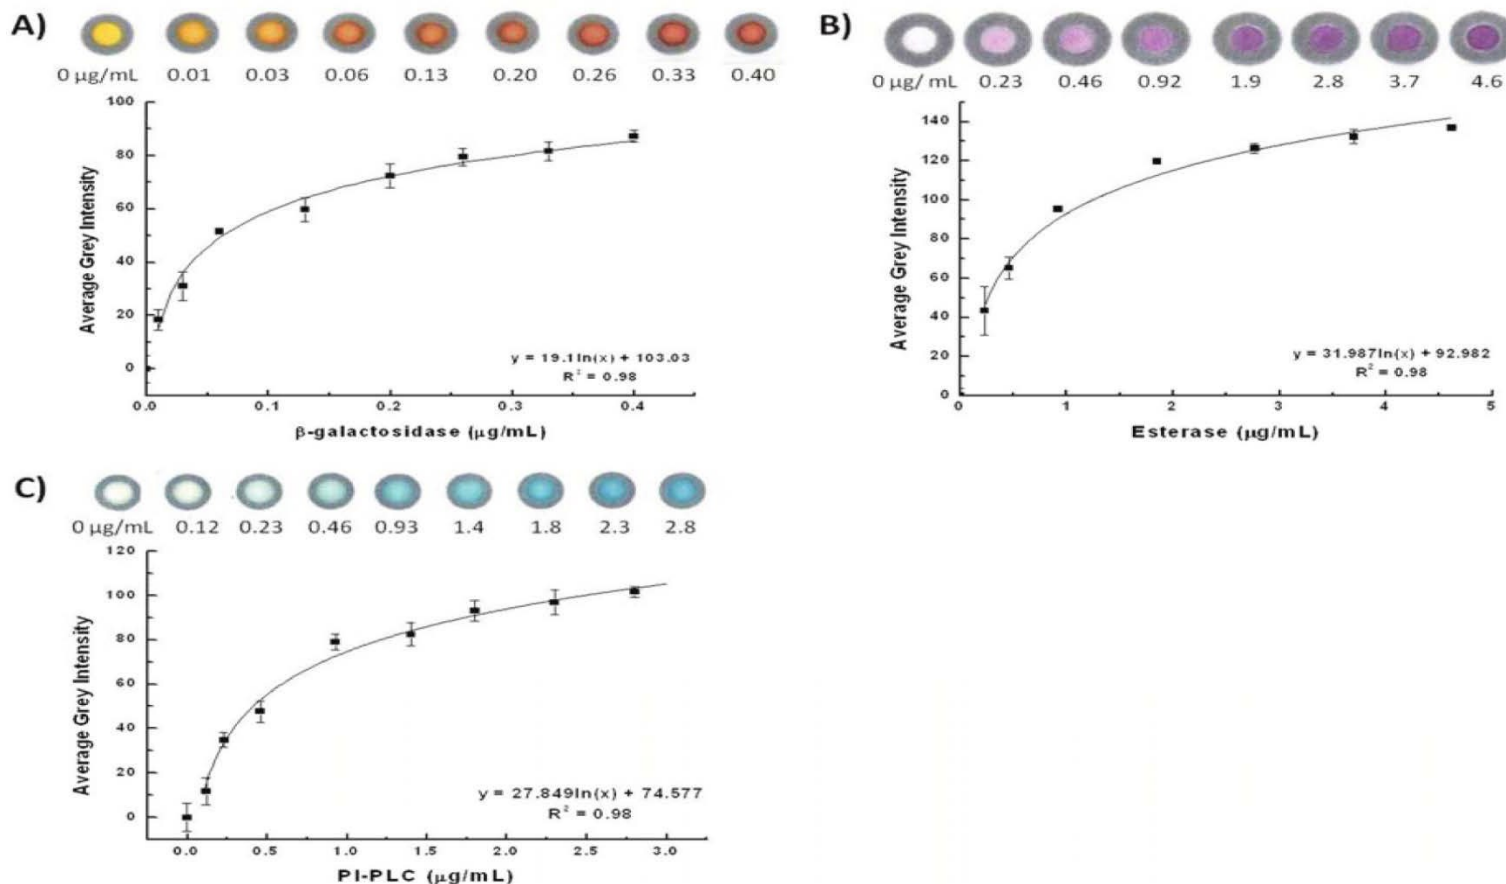 A)
0 μg/mL 0.01 0.03 0.06 0.13 0.20 0.26 0.33 0.40
100
80
60
40
20
0
Average Grey Intensity
y = 19.1ln(x) + 103.03
R² = 0.98
0.0 0.1 0.2 0.3 0.4
β-galactosidase (μg/mL)
B)
0 μg/mL 0.23 0.46 0.92 1.9 2.8 3.7 4.6
140
120
100
80
60
40
20
0
Average Grey Intensity
y = 31.987ln(x) + 92.982
R² = 0.98
0 1 2 3 4 5
Esterase (μg/mL)
C)
0 μg/mL 0.12 0.23 0.46 0.93 1.4 1.8 2.3 2.8
120
100
80
60
40
20
0
Average Grey Intensity
y = 27.849ln(x) + 74.577
R² = 0.98
0.0 0.5 1.0 1.5 2.0 2.5 3.0
PI-PLC (μg/mL)